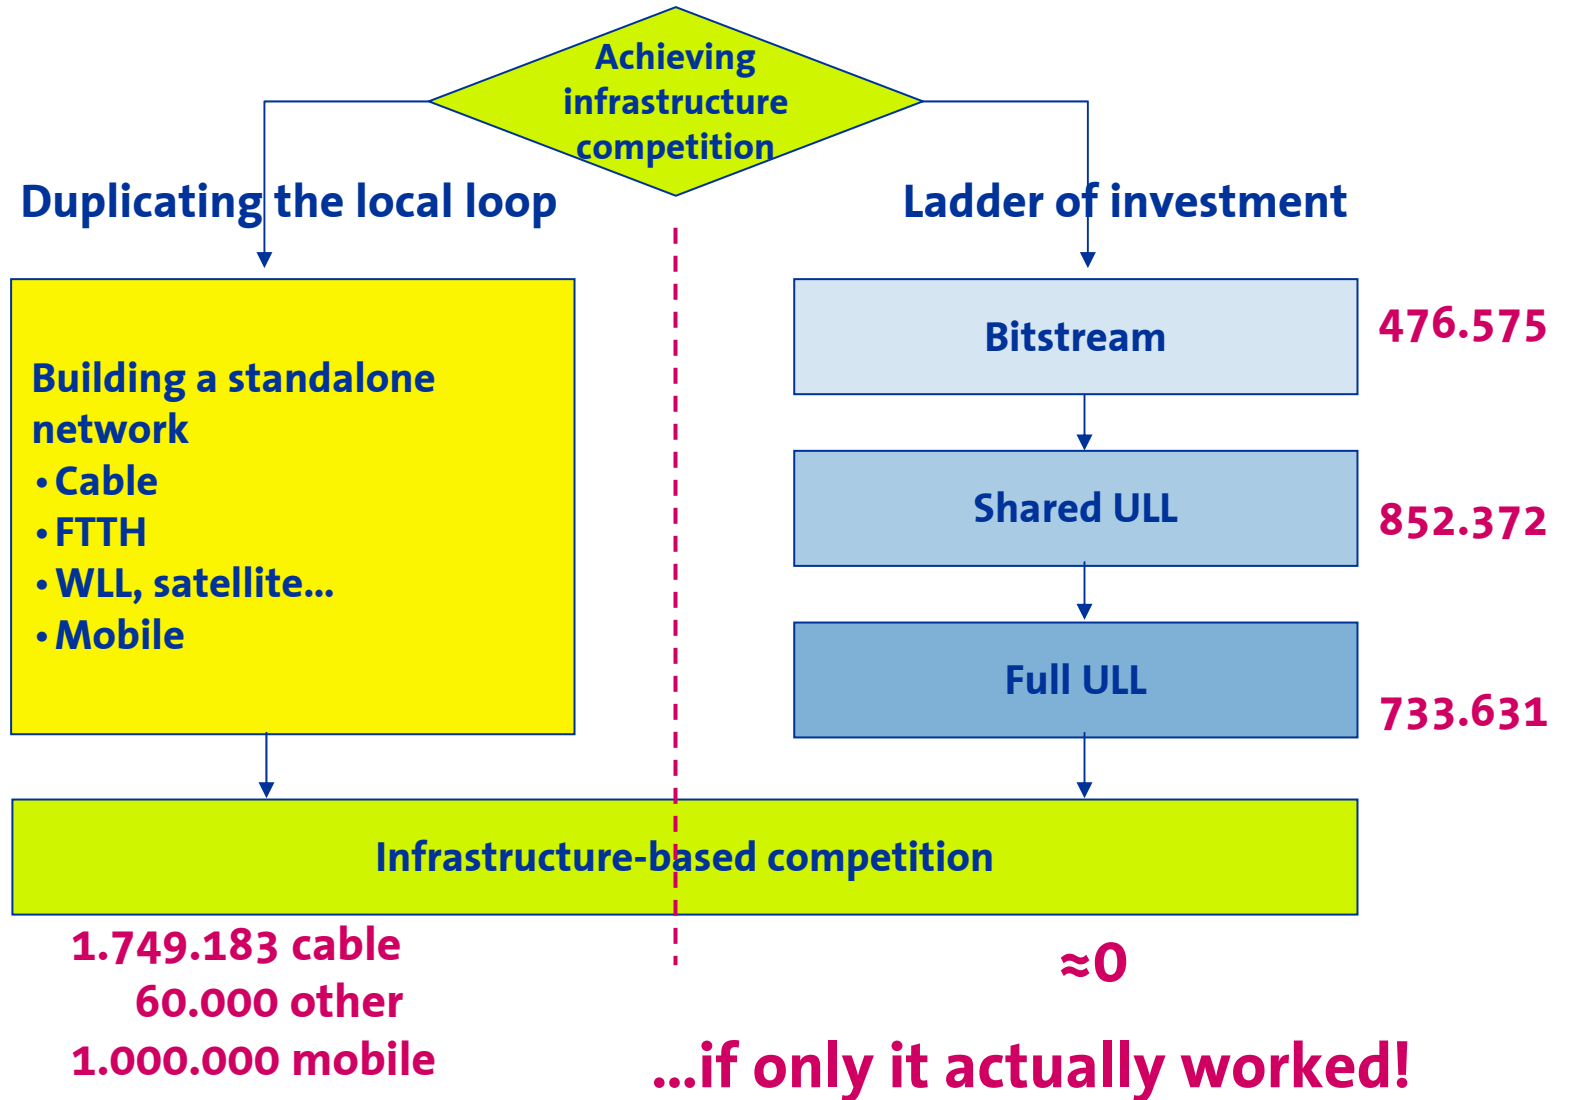 Achieving
infrastructure
competition
Duplicating the local loop
Ladder of investment
Building a standalone
network
• Cable
• FTTH
• WLL, satellite...
• Mobile
Bitstream
476.575
Shared ULL
852.372
Full ULL
733.631
Infrastructure-based competition
1.749.183 cable
60.000 other
1.000.000 mobile
≈0
...if only it actually worked!